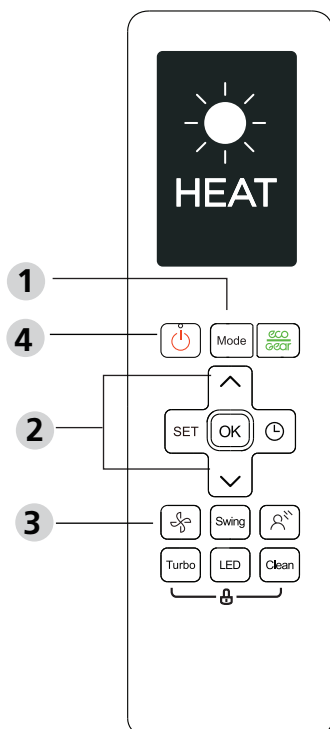 HEAT
1
4
Mode
eco
Gear
2
SET
OK
3
Swing
Turbo
LED
Clean